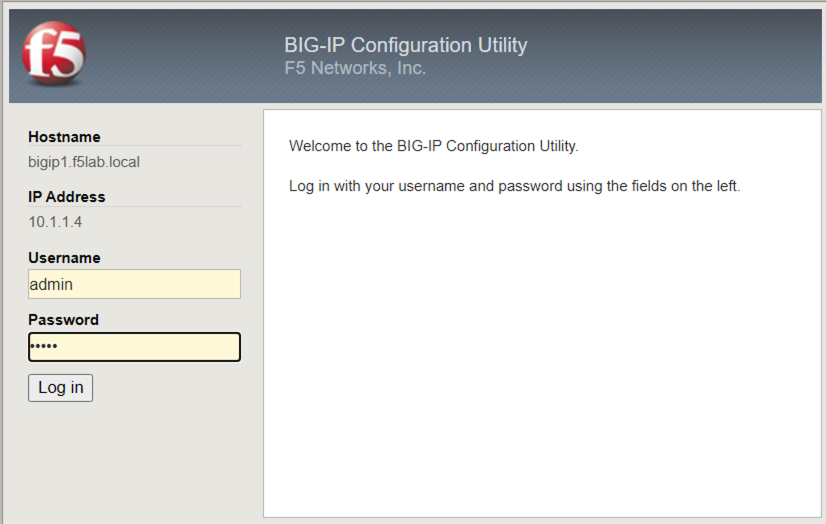 f5
BIG-IP Configuration Utility
F5 Networks, Inc.
Hostname
bigip1.f5lab.local
IP Address
10.1.1.4
Username
admin
Password
•••••
Log in
Welcome to the BIG-IP Configuration Utility.
Log in with your username and password using the fields on the left.